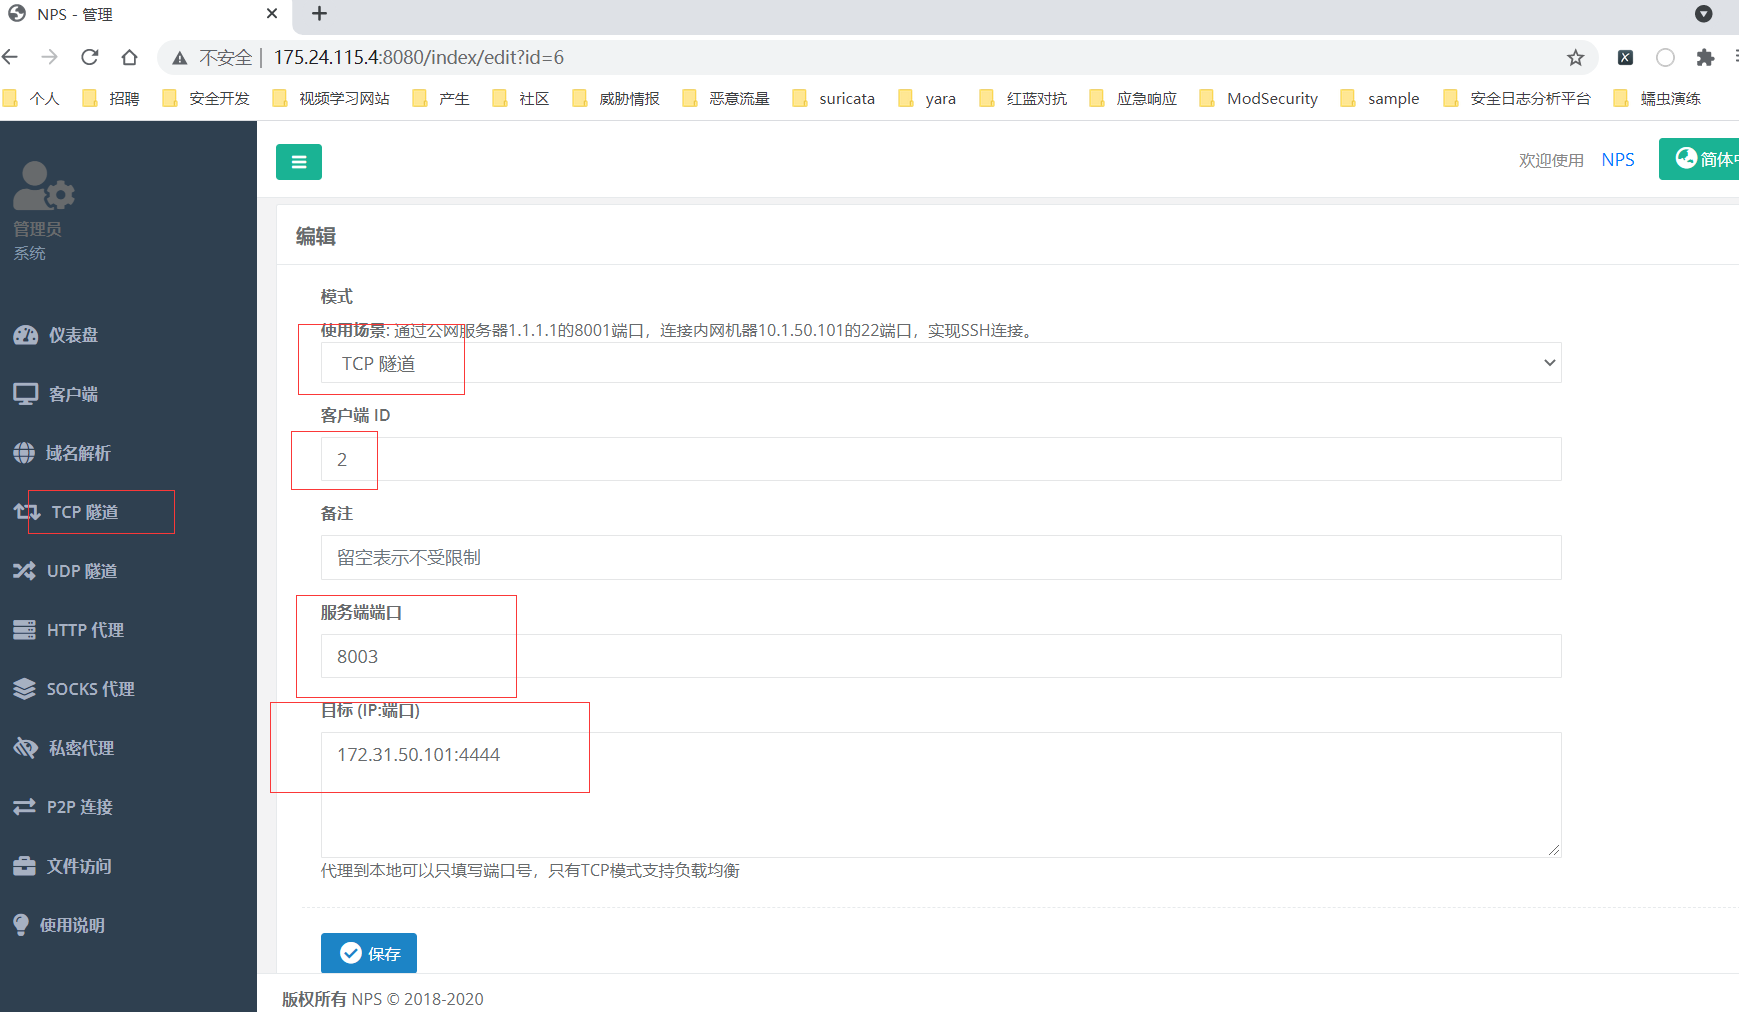 NPS - 管理
不安全 | 175.24.115.4:8080/index/edit?id=6
个人 招聘 安全开发 视频学习网站 产生 社区 威胁情报 恶意流量 suricata yara 红蓝对抗 应急响应 ModSecurity sample 安全日志分析平台 蠕虫演练
管理员
系统
仪表盘
客户端
域名解析
TCP 隧道
UDP 隧道
HTTP 代理
SOCKS 代理
私密代理
P2P 连接
文件访问
使用说明
欢迎使用 NPS 简体中
编辑
模式
使用场景: 通过公网服务器1.1.1.1的8001端口，连接内网机器10.1.50.101的22端口，实现SSH连接。
TCP 隧道
客户端 ID
2
备注
留空表示不受限制
服务端端口
8003
目标 (IP:端口)
172.31.50.101:4444
代理到本地可以只填写端口号，只有TCP模式支持负载均衡
保存
版权所有 NPS © 2018-2020